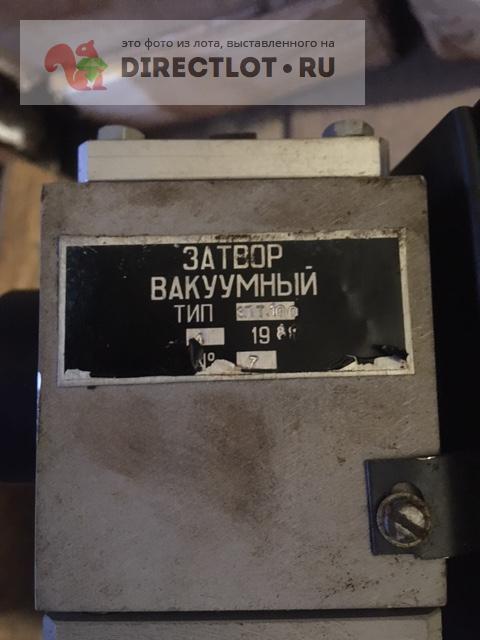 это фото из лота, выставленного на
DIRECTLOT.RU
ЗАТВОР
ВАКУУМНЫЙ
ТИП
19
№ 7